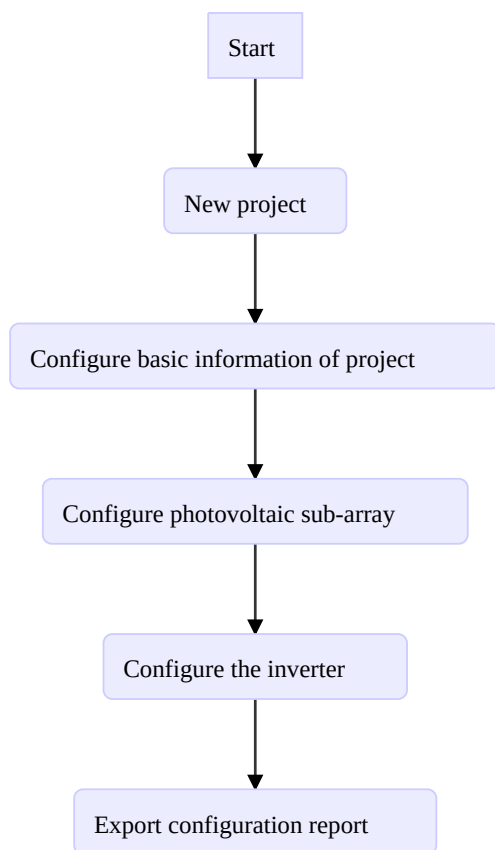 Start
New project
Configure basic information of project
Configure photovoltaic sub-array
Configure the inverter
Export configuration report